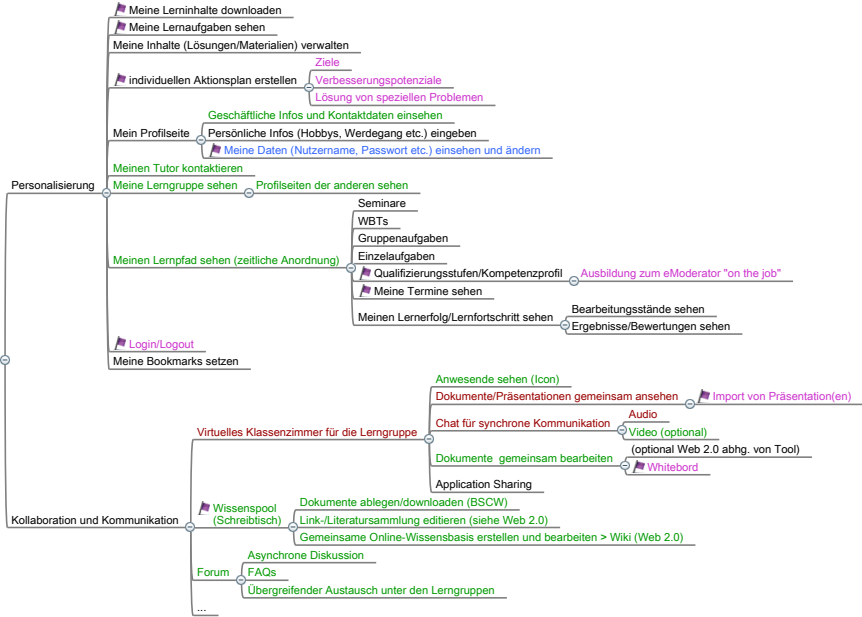 Meine Lerninhalte downloaden
Meine Lernaufgaben sehen
Meine Inhalte (Lösungen/Materialien) verwalten
individuellen Aktionsplan erstellen
Ziele
Verbesserungspotenziale
Lösung von speziellen Problemen
Mein Profilseite
Geschäftliche Infos und Kontaktdaten einsehen
Persönliche Infos (Hobbys, Werdegang etc.) eingeben
Meine Daten (Nutzername, Passwort etc.) einsehen und ändern
Meinen Tutor kontaktieren
Personalisierung
Meine Lerngruppe sehen
Profilseiten der anderen sehen
Meinen Lernpfad sehen (zeitliche Anordnung)
Seminare
WBTs
Gruppenaufgaben
Einzelaufgaben
Qualifizierungsstufen/Kompetenzprofil
Ausbildung zum eModerator "on the job"
Meine Termine sehen
Meinen Lernerfolg/Lernfortschritt sehen
Bearbeitungsstände sehen
Ergebnisse/Bewertungen sehen
Login/Logout
Meine Bookmarks setzen
Kollaboration und Kommunikation
Virtuelles Klassenzimmer für die Lerngruppe
Anwesende sehen (Icon)
Dokumente/Präsentationen gemeinsam ansehen
Import von Präsentation(en)
Chat für synchrone Kommunikation
Audio
Video (optional)
Dokumente gemeinsam bearbeiten
(optional Web 2.0 abhg. von Tool)
Whitebord
Application Sharing
Wissenspool
(Schreibtisch)
Dokumente ablegen/downloaden (BSCW)
Link-/Literatursammlung editieren (siehe Web 2.0)
Gemeinsame Online-Wissensbasis erstellen und bearbeiten > Wiki (Web 2.0)
Forum
Asynchrone Diskussion
FAQs
Übergreifender Austausch unter den Lerngruppen
...